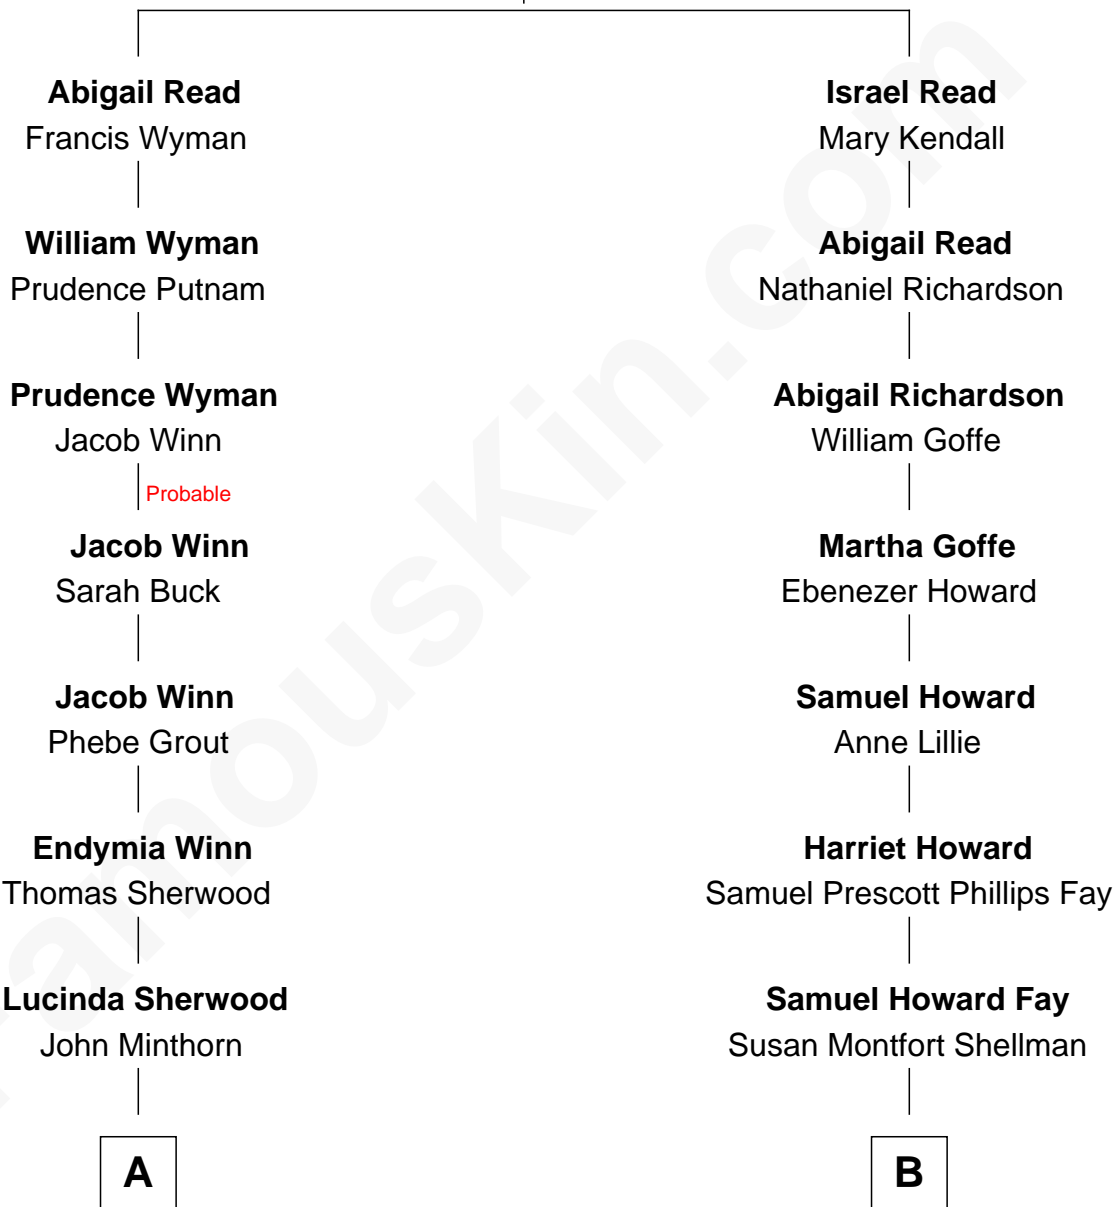 Abigail Read
Francis Wyman
William Wyman
Prudence Putnam
Prudence Wyman
Jacob Winn
Probable
Jacob Winn
Sarah Buck
Jacob Winn
Phebe Grout
Endymia Winn
Thomas Sherwood
Lucinda Sherwood
John Minthorn
A
Israel Read
Mary Kendall
Abigail Read
Nathaniel Richardson
Abigail Richardson
William Goffe
Martha Goffe
Ebenezer Howard
Samuel Howard
Anne Lillie
Harriet Howard
Samuel Prescott Phillips Fay
Samuel Howard Fay
Susan Montfort Shellman
B
FamousKin.com